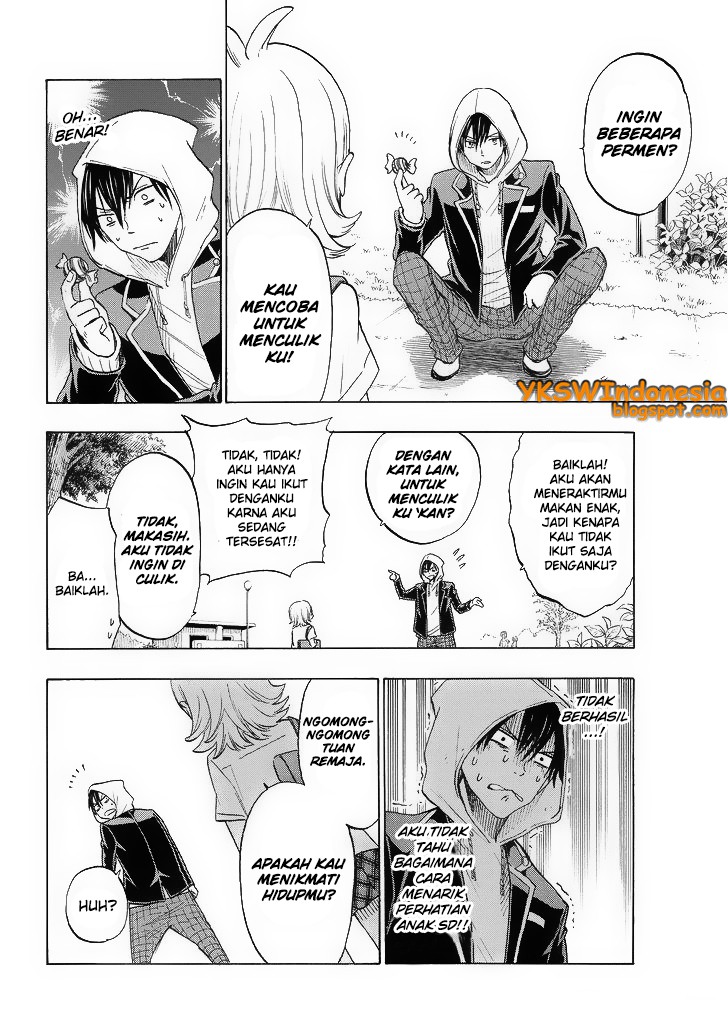 INGIN
BEBERAPA
PERMEN?
KAU
MENCOBA
UNTUK
MENCULIK
KU!
OH...
BENAR!
YKSWIndonesia
blogspot.com
BAIKLAH!
AKU AKAN
MENERAKTIRMU
MAKAN ENAK,
JADI KENAPA
KAU TIDAK
IKUT SAJA
DENGANKU?
DENGAN
KATA LAIN,
UNTUK
MENCULIK
KU 'KAN?
TIDAK, TIDAK!
AKU HANYA
INGIN KAU IKUT
DENGANKU
KARNA AKU
SEDANG
TERSESAT!!
TIDAK,
MAKASIH.
AKU TIDAK
INGIN DI
CULIK.
BA...
BAIKLAH.
TIDAK
BERHASIL
...!
AKU TIDAK
TAHU
BAGAIMANA
CARA
MENARIK
PERHATIAN
ANAK SD!!
NGOMONG-
NGOMONG
TUAN
REMAJA.
APAKAH KAU
MENIKMATI
HIDUPMU?
HUH?